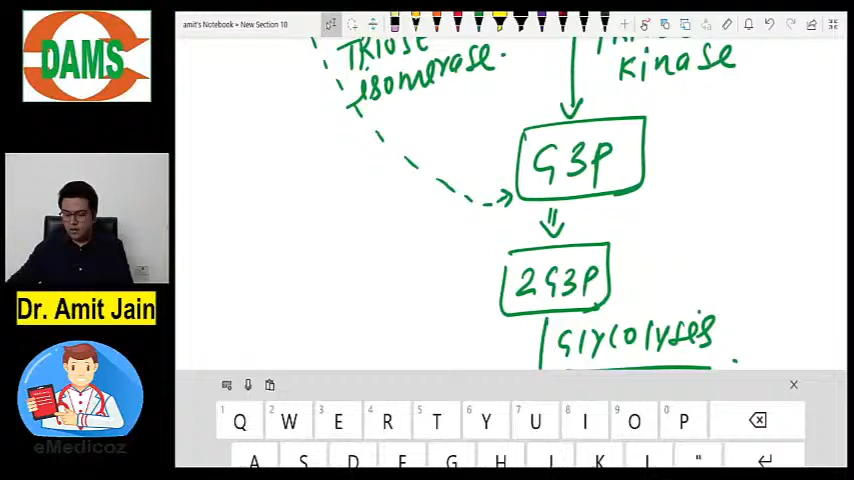 amit's Notebook > New Section 10
DAMS
TRIOSE
isomerase.
kinase
G3P
2G3P
Glycolyses
Dr. Amit Jain
eMedicoz
1 2 3 4 5 6 7 8 9 0
Q W E R T Y U I O P
A S D F G H J K L "